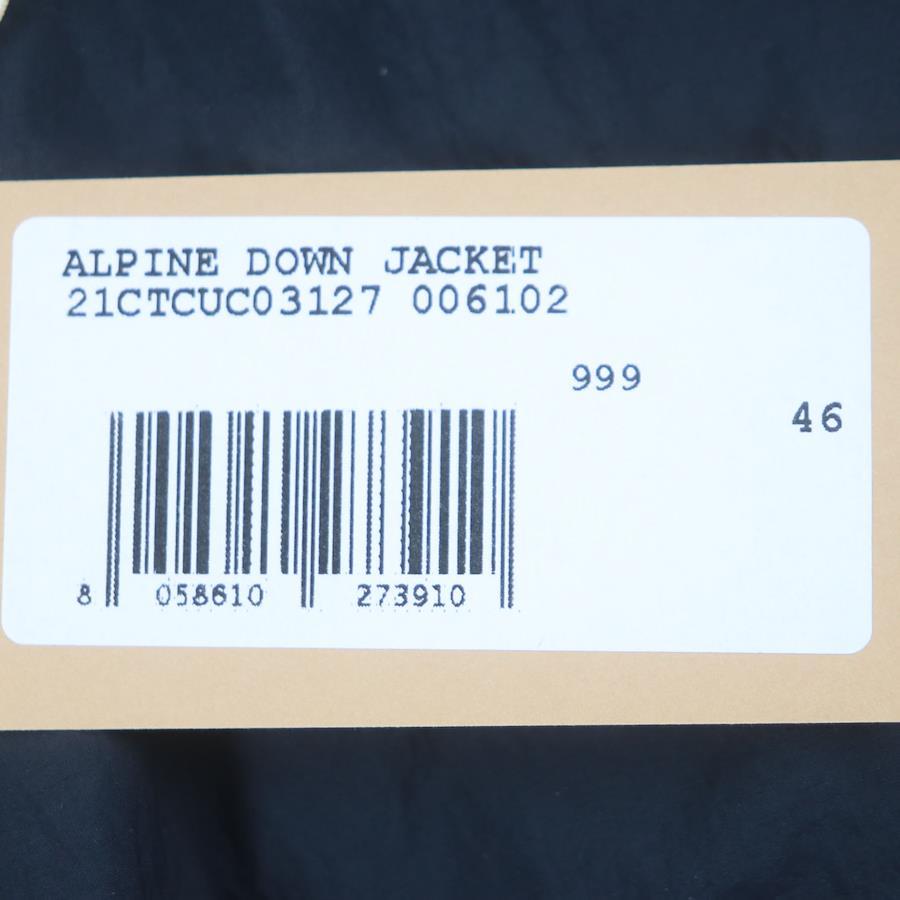 ALPINE DOWN JACKET
21CTCUC03127 006102
999
46
8 058610 273910